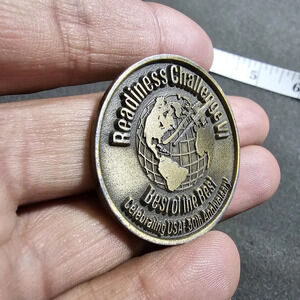 Readiness Challenge VI
Best Of The Best
Celebrating USAF 50th Anniversary
5
6